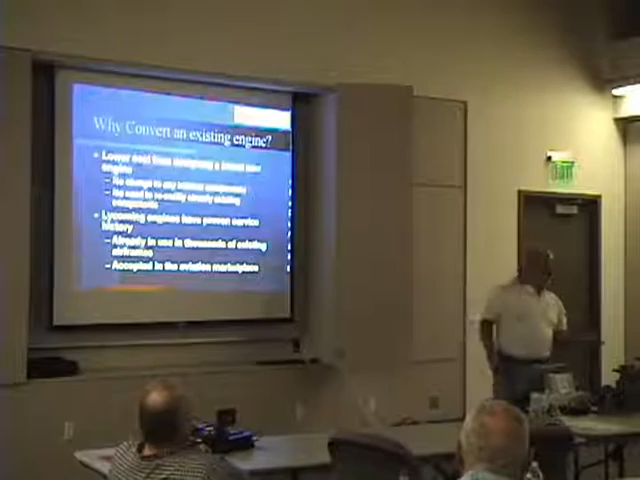 Why Convert an existing engine?
• Lower cost than designing a brand new
engine
– No change to any internal components
– No need to re-certify already existing
components
• Lycoming engines have proven service
history
– Already in use in thousands of existing
airframes
– Accepted in the aviation marketplace
EXIT